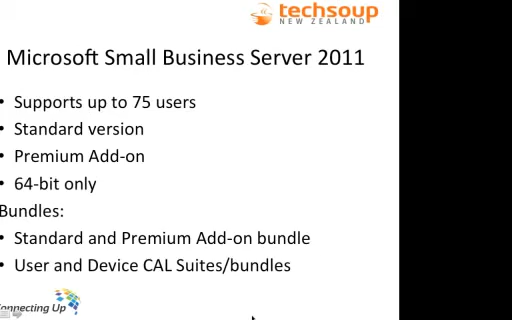 techsoup
NEW ZEALAND
Microsoft Small Business Server 2011
• Supports up to 75 users
• Standard version
• Premium Add-on
• 64-bit only
Bundles:
• Standard and Premium Add-on bundle
• User and Device CAL Suites/bundles
onnecting Up